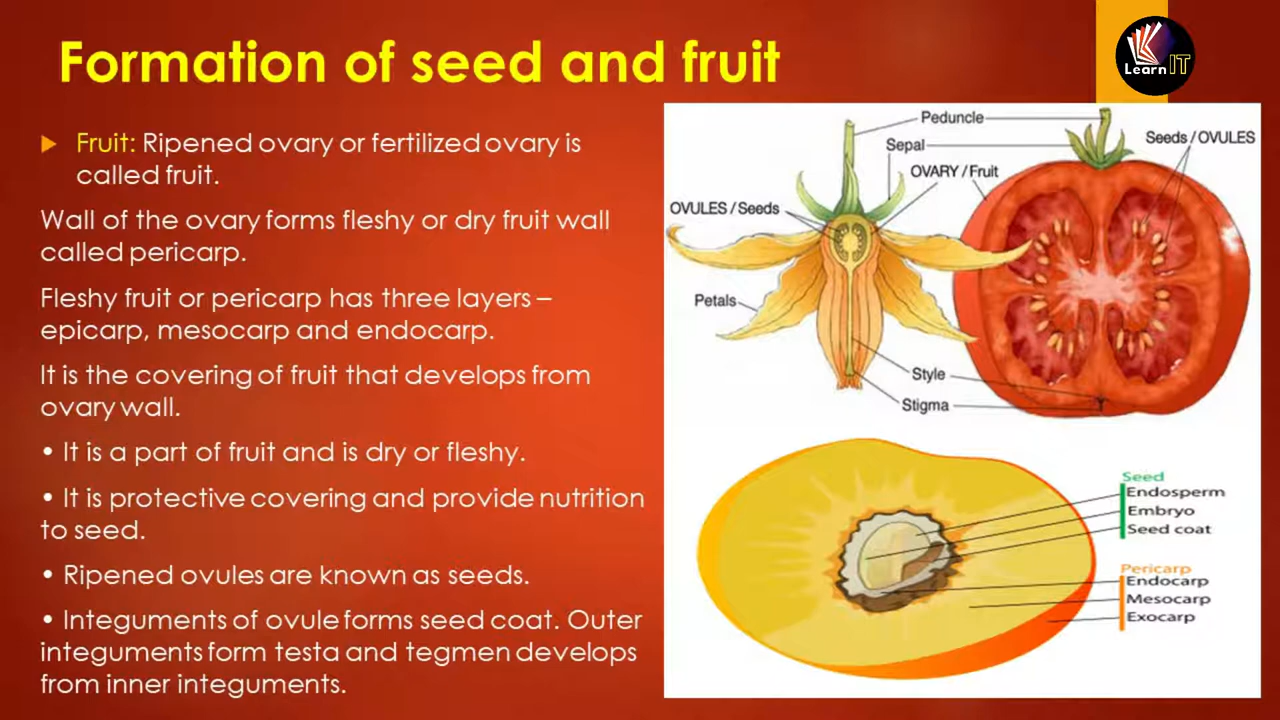 Formation of seed and fruit
Learn IT
Fruit: Ripened ovary or fertilized ovary is
called fruit.
Wall of the ovary forms fleshy or dry fruit wall
called pericarp.
Fleshy fruit or pericarp has three layers –
epicarp, mesocarp and endocarp.
It is the covering of fruit that develops from
ovary wall.
• It is a part of fruit and is dry or fleshy.
• It is protective covering and provide nutrition
to seed.
• Ripened ovules are known as seeds.
• Integuments of ovule forms seed coat. Outer
integuments form testa and tegmen develops
from inner integuments.
Peduncle
Sepal
Seeds / OVULES
OVARY / Fruit
OVULES / Seeds
Petals
Style
Stigma
Seed
Endosperm
Embryo
Seed coat
Pericarp
Endocarp
Mesocarp
Exocarp